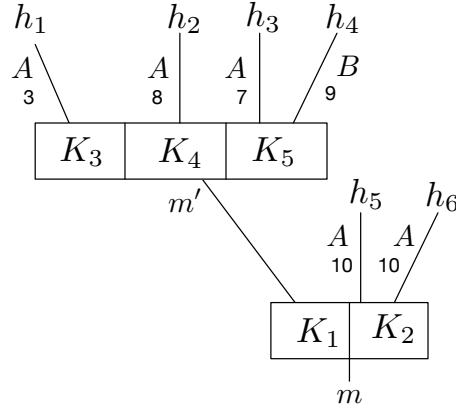 h₁ h₂ h₃ h₄
A A A B
3 8 7 9
K₃ K₄ K₅
m′ h₅ h₆
A A
10 10
K₁ K₂
m